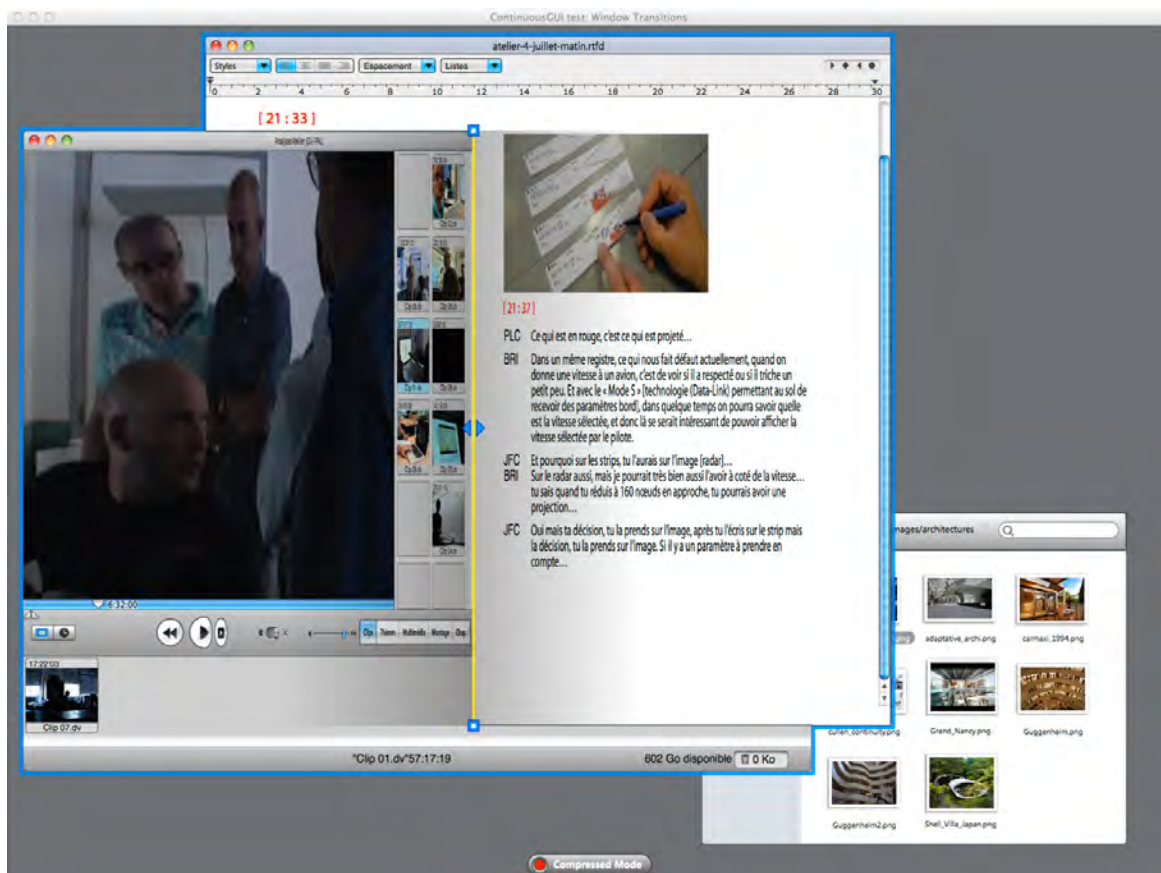 ContinuousGUI test: Window Transitions
atelier-4-juillet-matin.rtfd
Styles Espacement Listes
0 2 4 6 8 10 12 14 16 18 20 22 24 26 28 30
[21:33]
[21:37]
PLC Ce qui est en rouge, c'est ce qui est projeté…
BRI Dans un même registre, ce qui nous fait défaut actuellement, quand on
donne une vitesse à un avion, c'est de voir si il a respecté ou si il triche un
petit peu. Et avec le « Mode S » [technologie (Data-Link) permettant au sol de
recevoir des paramètres bord], dans quelque temps on pourra savoir quelle
est la vitesse sélectée, et donc là se serait intéressant de pouvoir afficher la
vitesse sélectée par le pilote.
JFC Et pourquoi sur les strips, tu l'aurais sur l'image [radar]…
BRI Sur le radar aussi, mais je pourrait très bien aussi l'avoir à coté de la vitesse…
tu sais quand tu réduis à 160 nœuds en approche, tu pourrais avoir une
projection…
JFC Oui mais ta décision, tu la prends sur l'image, après tu l'écris sur le strip mais
la décision, tu la prends sur l'image. Si il y a un paramètre à prendre en
compte…
6:32:00
Clips Thèmes Multimédia Montage Disp.
17:22:03
Clip 07.dv
"Clip 01.dv"57:17:19
602 Go disponible 0 Ko
mages/architectures
adaptative_archi.png
carmaxi_1994.png
cullen_continuity.png
Grand_Nancy.png
Guggenheim.png
Guggenheim2.png
Shell_Villa_Japan.png
Compressed Mode